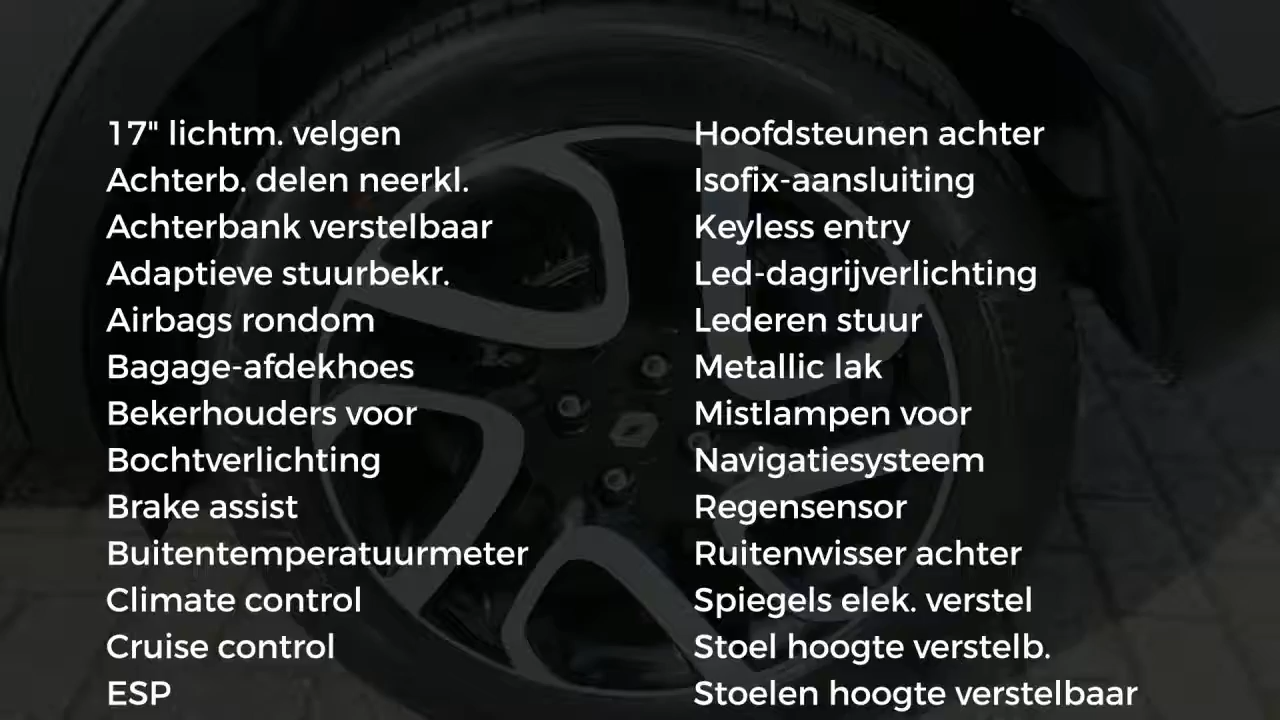 17" lichtm. velgen
Achterb. delen neerkl.
Achterbank verstelbaar
Adaptieve stuurbekr.
Airbags rondom
Bagage-afdekhoes
Bekerhouders voor
Bochtverlichting
Brake assist
Buitentemperatuurmeter
Climate control
Cruise control
ESP
Hoofdsteunen achter
Isofix-aansluiting
Keyless entry
Led-dagrijverlichting
Lederen stuur
Metallic lak
Mistlampen voor
Navigatiesysteem
Regensensor
Ruitenwisser achter
Spiegels elek. verstel
Stoel hoogte verstelb.
Stoelen hoogte verstelbaar